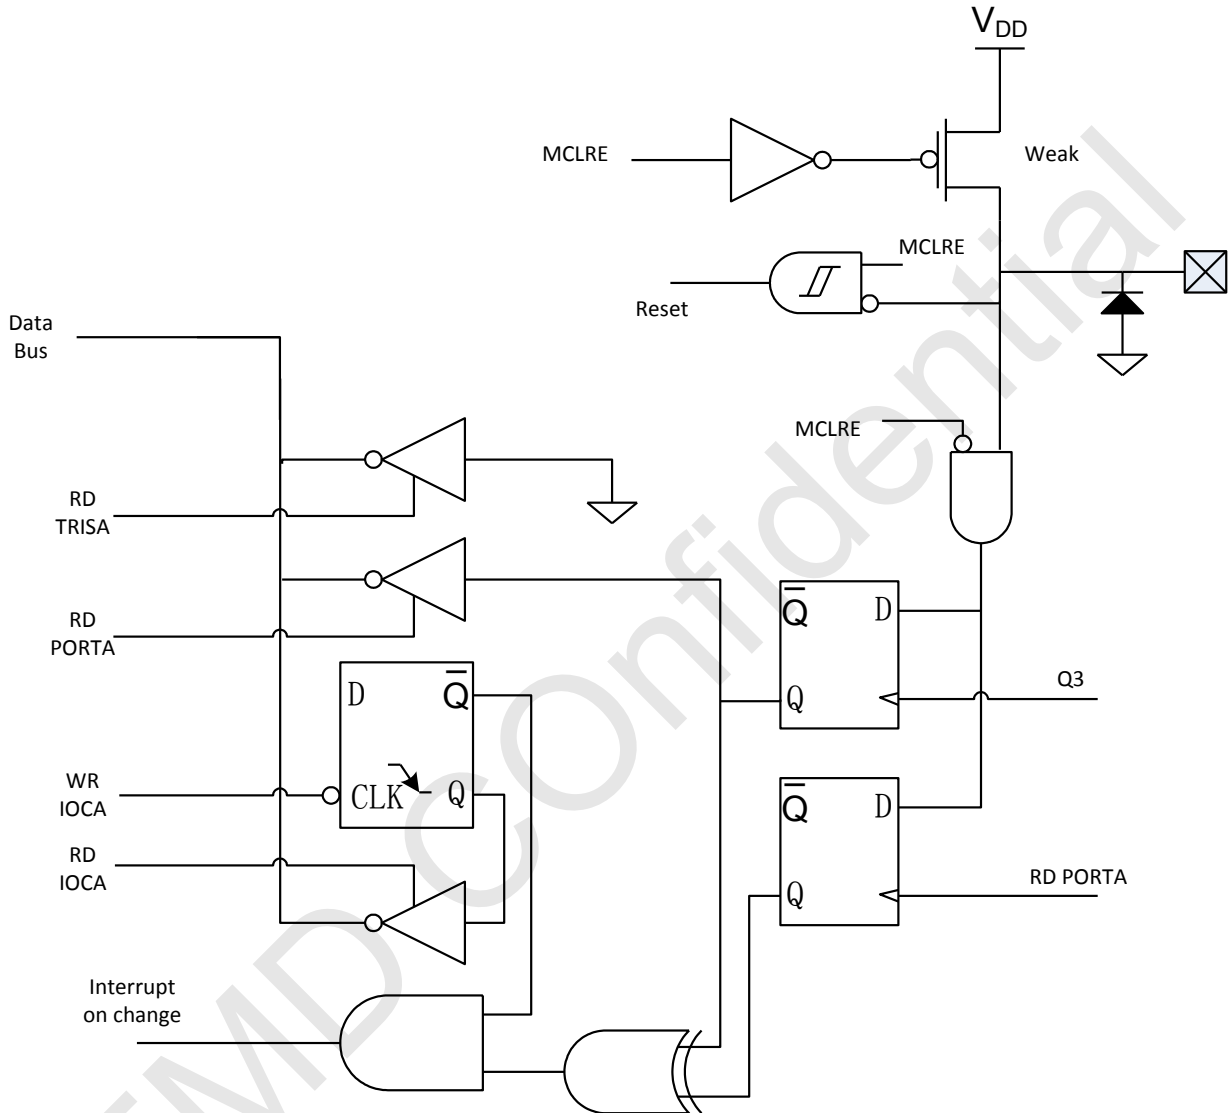 VDD
MCLRE
Weak
MCLRE
Reset
Data
Bus
MCLRE
RD
TRISA
RD
PORTA
Q
D
Q
Q3
D
Q
WR
IOCA
CLK
Q
Q
D
RD
IOCA
Q
RD PORTA
Interrupt
on change
FMD COnfidential